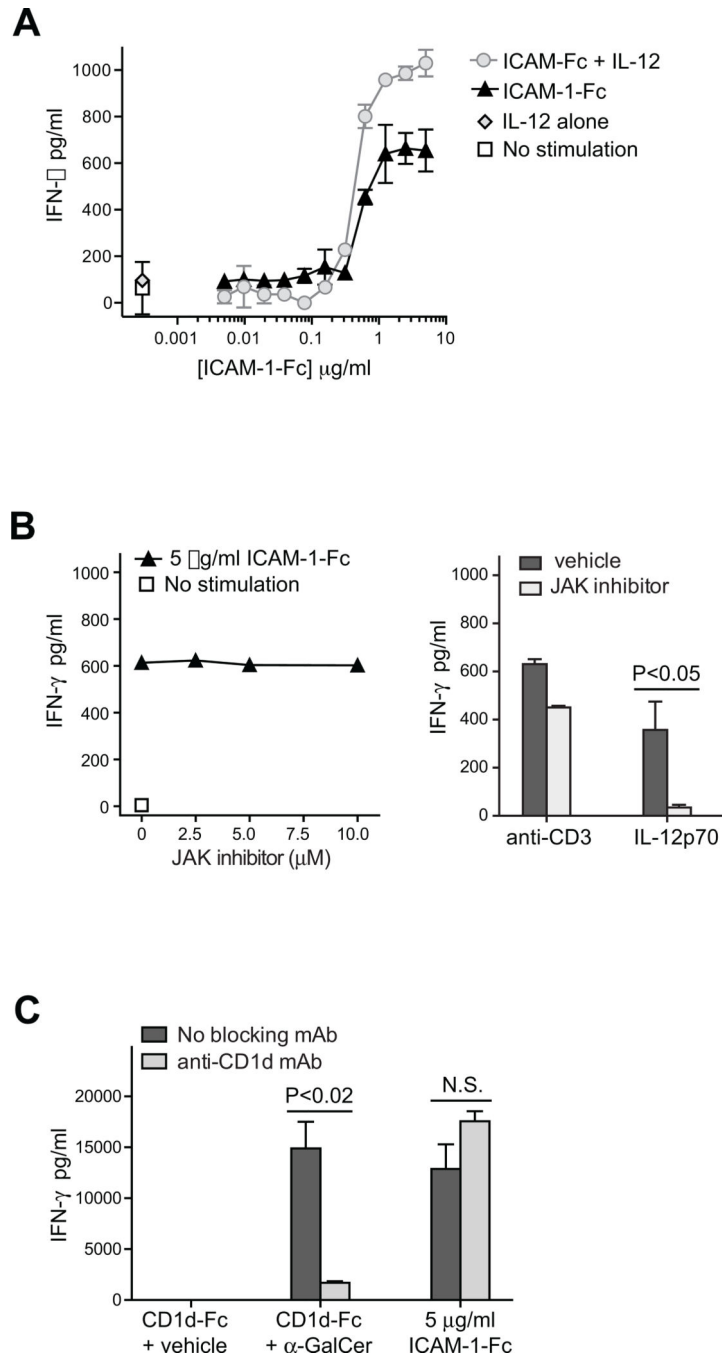 A
ICAM-Fc + IL-12
ICAM-1-Fc
IL-12 alone
No stimulation
IFN-□ pg/ml
1000
800
600
400
200
0
0.001 0.01 0.1 1 10
[ICAM-1-Fc] μg/ml
B
5 □g/ml ICAM-1-Fc
No stimulation
IFN-γ pg/ml
1000
800
600
400
200
0
0 2.5 5.0 7.5 10.0
JAK inhibitor (μM)
vehicle
JAK inhibitor
IFN-γ pg/ml
1000
800
600
400
200
0
P<0.05
anti-CD3 IL-12p70
C
No blocking mAb
anti-CD1d mAb
IFN-γ pg/ml
20000
15000
10000
5000
0
P<0.02
N.S.
CD1d-Fc
+ vehicle
CD1d-Fc
+ α-GalCer
5 μg/ml
ICAM-1-Fc